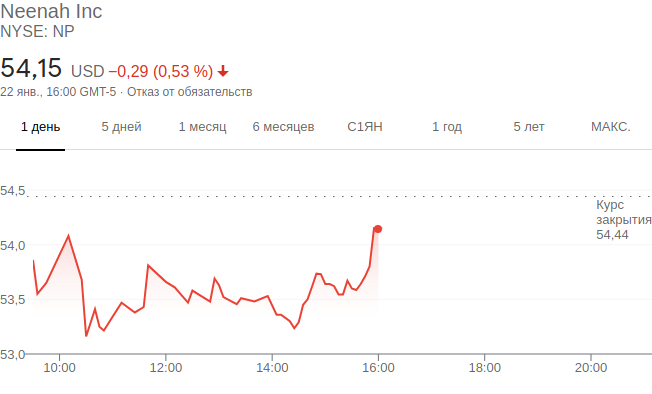 Neenah Inc
NYSE: NP
54,15 USD −0,29 (0,53 %)
22 янв., 16:00 GMT-5 · Отказ от обязательств
1 день 5 дней 1 месяц 6 месяцев С1ЯН 1 год 5 лет МАКС.
54,5
Курс
закрытия
54,44
54,0
53,5
53,0
10:00 12:00 14:00 16:00 18:00 20:00